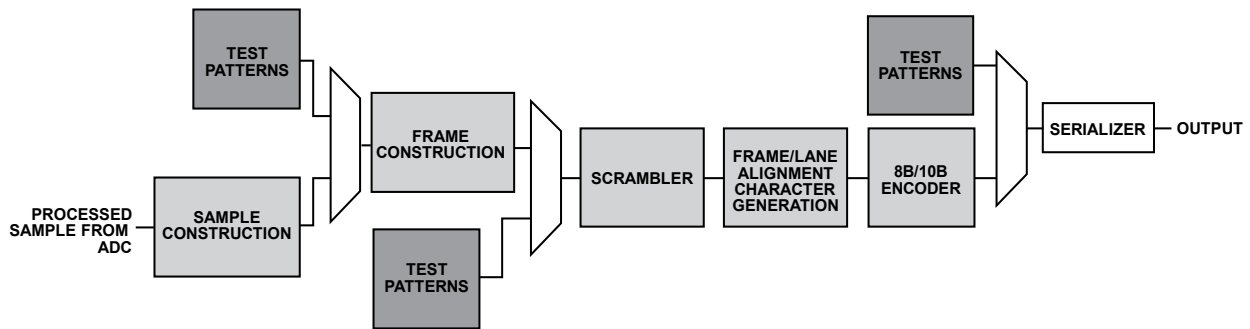 PROCESSED
SAMPLE FROM
ADC
SAMPLE
CONSTRUCTION
TEST
PATTERNS
FRAME
CONSTRUCTION
TEST
PATTERNS
SCRAMBLER
FRAME/LANE
ALIGNMENT
CHARACTER
GENERATION
8B/10B
ENCODER
TEST
PATTERNS
SERIALIZER
OUTPUT